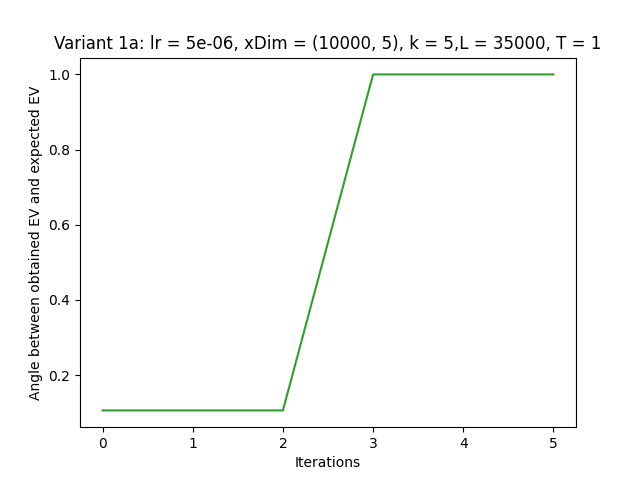 Variant 1a: lr = 5e-06, xDim = (10000, 5), k = 5,L = 35000, T = 1
Angle between obtained EV and expected EV
1.0
0.8
0.6
0.4
0.2
0 1 2 3 4 5
Iterations